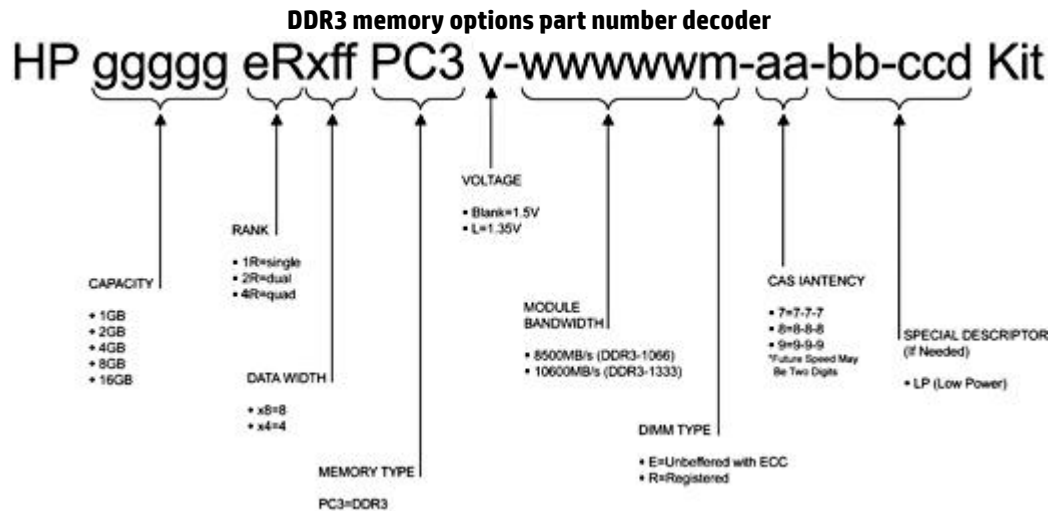 DDR3 memory options part number decoder
HP ggggg eRxff PC3 v-wwwwwm-aa-bb-ccd Kit
VOLTAGE
▪ Blank=1.5V
▪ L=1.35V
RANK
▪ 1R=single
▪ 2R=dual
▪ 4R=quad
CAPACITY
+ 1GB
+ 2GB
+ 4GB
+ 8GB
+ 16GB
CAS IANTENCY
▪ 7=7-7-7
▪ 8=8-8-8
▪ 9=9-9-9
*Future Speed May
Be Two Digits
MODULE
BANDWIDTH
▪ 8500MB/s (DDR3-1066)
▪ 10600MB/s (DDR3-1333)
SPECIAL DESCRIPTOR
(If Needed)
▪ LP (Low Power)
DATA WIDTH
+ x8=8
+ x4=4
DIMM TYPE
▪ E=Unbeffered with ECC
▪ R=Registered
MEMORY TYPE
PC3=DDR3